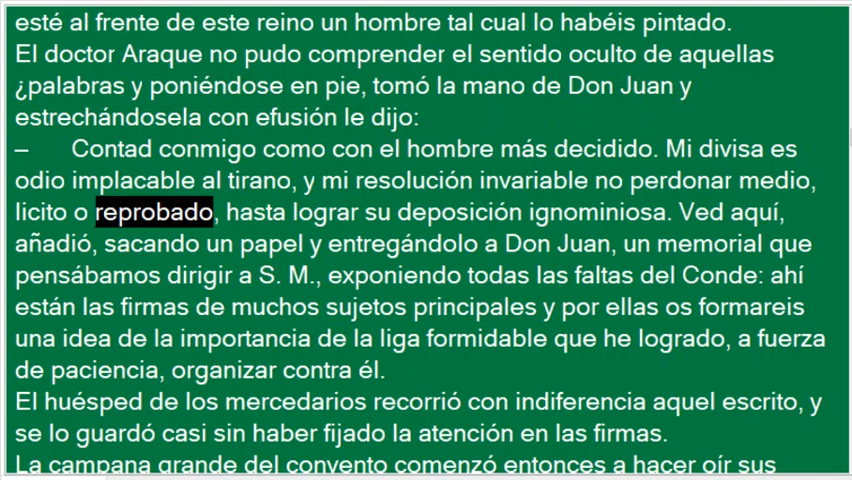 esté al frente de este reino un hombre tal cual lo habéis pintado.
El doctor Araque no pudo comprender el sentido oculto de aquellas
¿palabras y poniéndose en pie, tomó la mano de Don Juan y
estrechándosela con efusión le dijo:
– Contad conmigo como con el hombre más decidido. Mi divisa es
odio implacable al tirano, y mi resolución invariable no perdonar medio,
licito o reprobado, hasta lograr su deposición ignominiosa. Ved aquí,
añadió, sacando un papel y entregándolo a Don Juan, un memorial que
pensábamos dirigir a S. M., exponiendo todas las faltas del Conde: ahí
están las firmas de muchos sujetos principales y por ellas os formareis
una idea de la importancia de la liga formidable que he logrado, a fuerza
de paciencia, organizar contra él.
El huésped de los mercedarios recorrió con indiferencia aquel escrito, y
se lo guardó casi sin haber fijado la atención en las firmas.
La campana grande del convento comenzó entonces a hacer oír sus